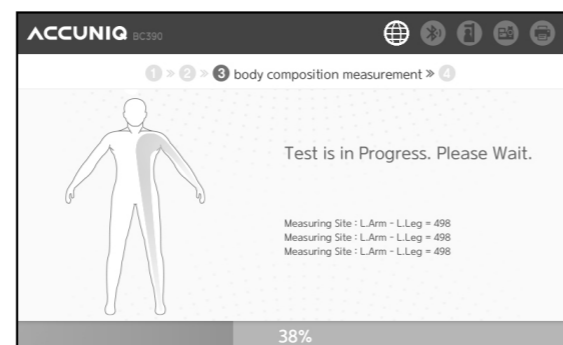 ACCUNIQ BC390
1 » 2 » 3 body composition measurement » 4
Test is in Progress. Please Wait.
Measuring Site : L.Arm - L.Leg = 498
Measuring Site : L.Arm - L.Leg = 498
Measuring Site : L.Arm - L.Leg = 498
38%